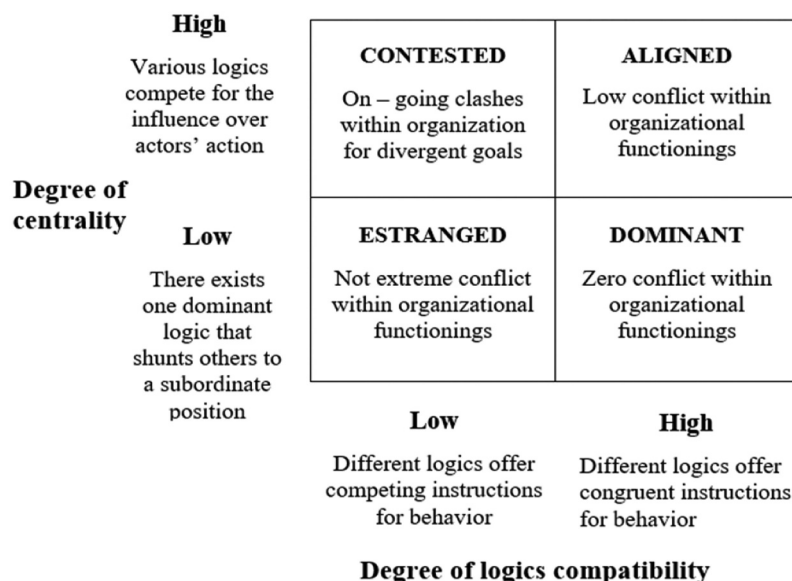 High
Various logics
compete for the
influence over
actors' action
CONTESTED
On – going clashes
within organization
for divergent goals
ALIGNED
Low conflict within
organizational
functionings
Degree of
centrality
Low
There exists
one dominant
logic that
shunts others to
a subordinate
position
ESTRANGED
Not extreme conflict
within organizational
functionings
DOMINANT
Zero conflict within
organizational
functionings
Low
Different logics offer
competing instructions
for behavior
High
Different logics offer
congruent instructions
for behavior
Degree of logics compatibility